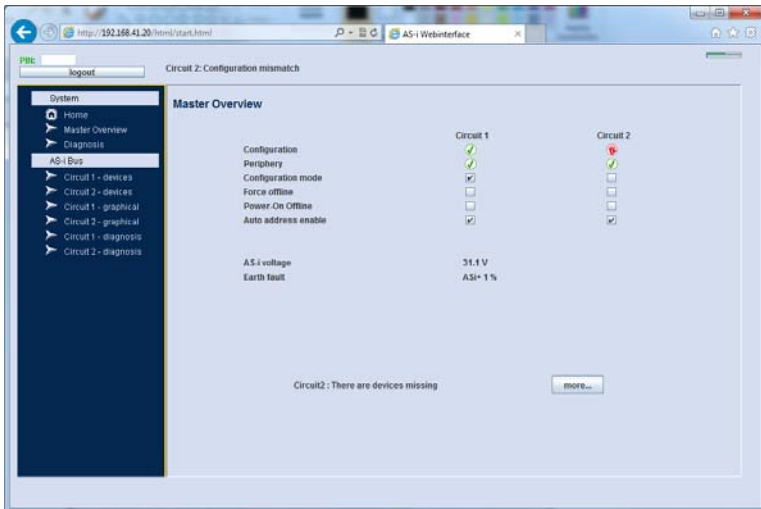 http://192.168.41.20/html/start.html
AS-i Webinterface
PIN:
logout
Circuit 2: Configuration mismatch
System
Home
Master Overview
Diagnosis
AS-i Bus
Circuit 1 - devices
Circuit 2 - devices
Circuit 1 - graphical
Circuit 2 - graphical
Circuit 1 - diagnosis
Circuit 2 - diagnosis
Master Overview
Circuit 1 Circuit 2
Configuration
Periphery
Configuration mode
Force offline
Power-On Offline
Auto address enable
AS-i voltage 31.1 V
Earth fault ASi+ 1 %
Circuit2 : There are devices missing
more...